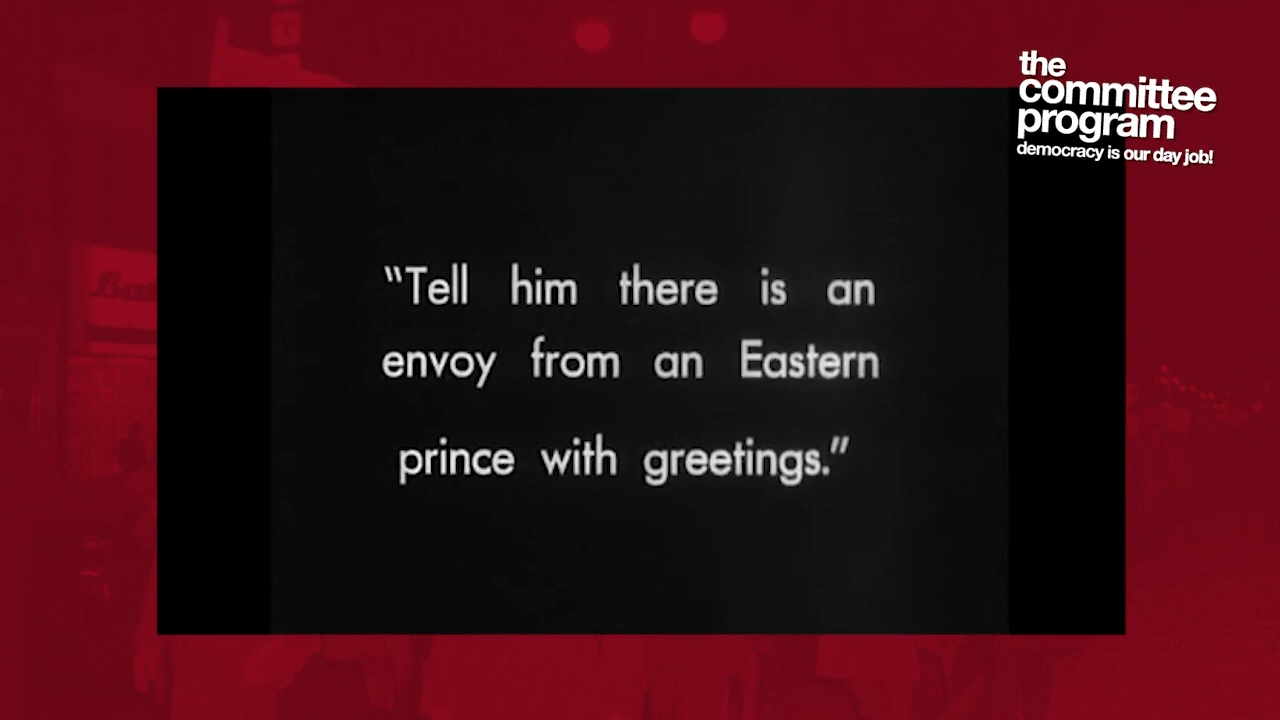 the
committee
program
democracy is our day job!
“Tell him there is an
envoy from an Eastern
prince with greetings.”